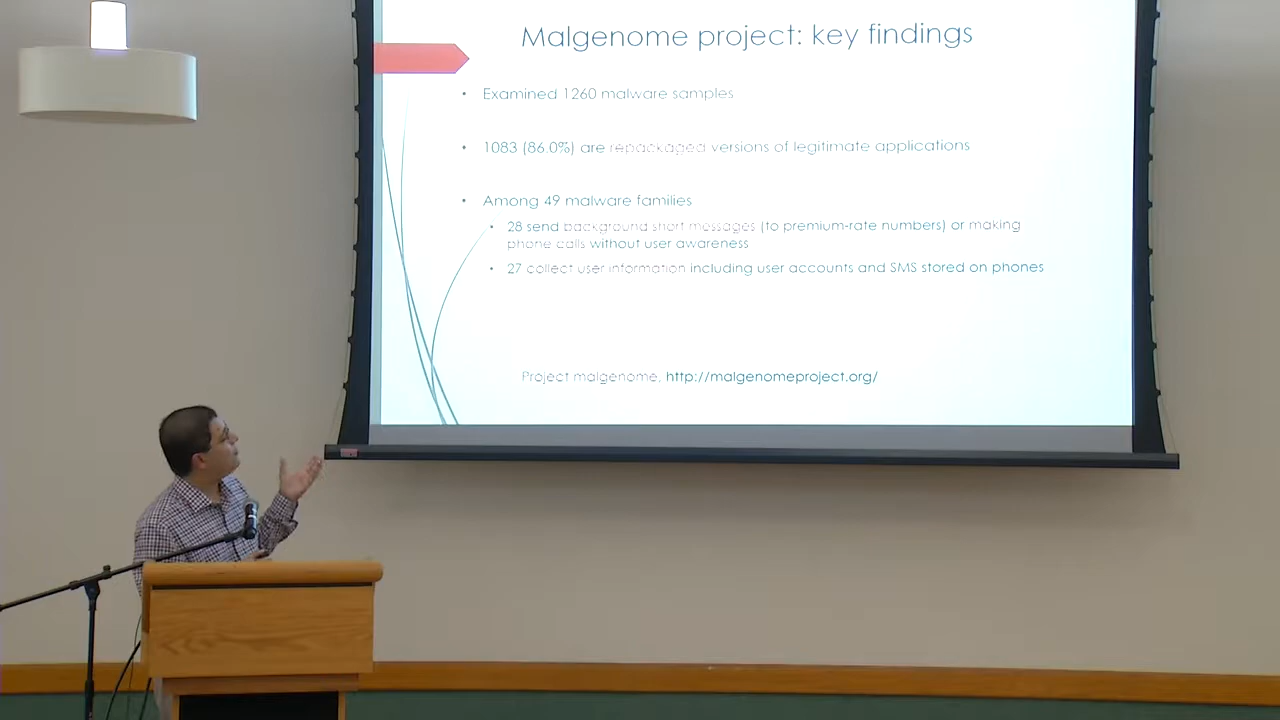 Malgenome project: key findings
• Examined 1260 malware samples
• 1083 (86.0%) are repackaged versions of legitimate applications
• Among 49 malware families
• 28 send background short messages (to premium-rate numbers) or making
phone calls without user awareness
• 27 collect user information including user accounts and SMS stored on phones
Project malgenome, http://malgenomeproject.org/